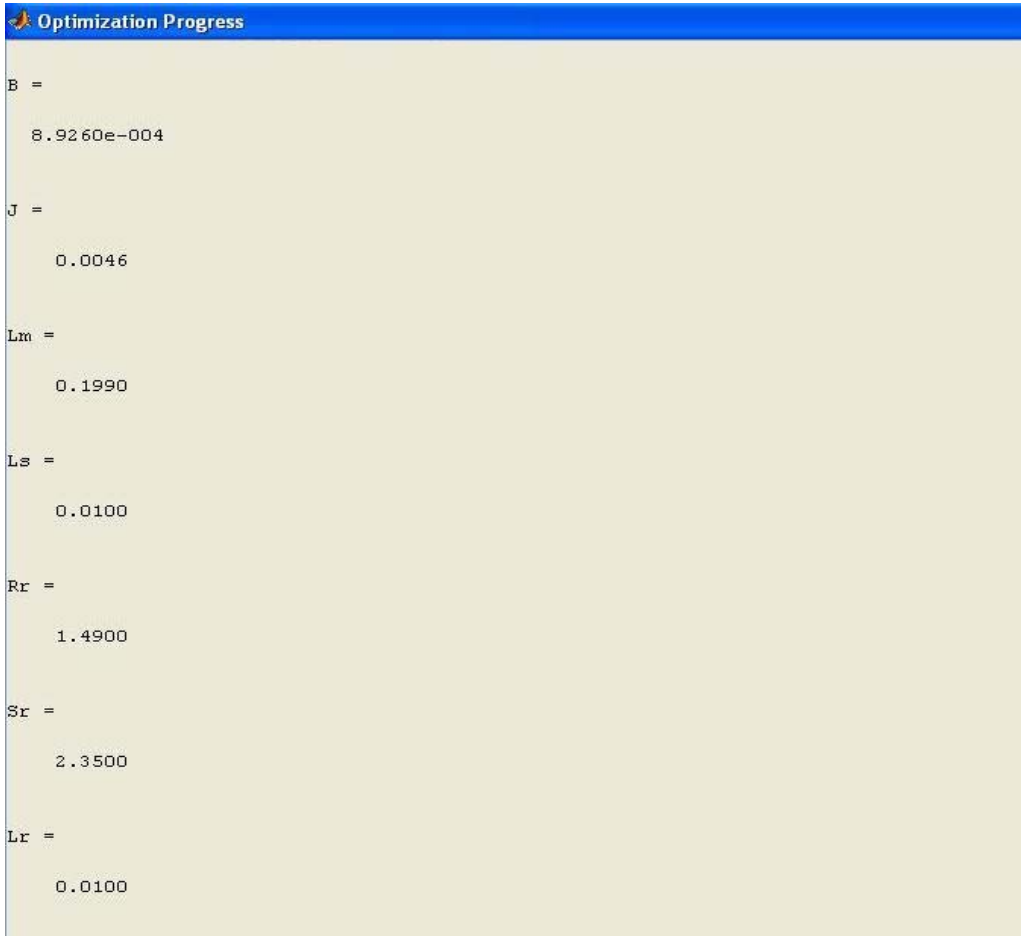 Optimization Progress
B =
8.9260e-004
J =
0.0046
Lm =
0.1990
Ls =
0.0100
Rr =
1.4900
Sr =
2.3500
Lr =
0.0100